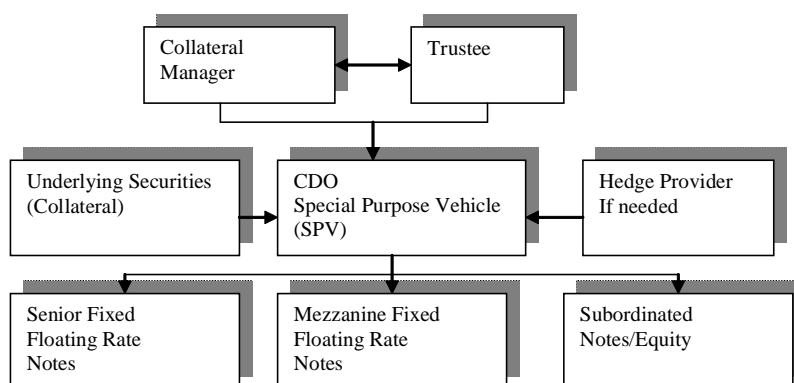 Collateral
Manager
Trustee
Underlying Securities
(Collateral)
CDO
Special Purpose Vehicle
(SPV)
Hedge Provider
If needed
Senior Fixed
Floating Rate
Notes
Mezzanine Fixed
Floating Rate
Notes
Subordinated
Notes/Equity